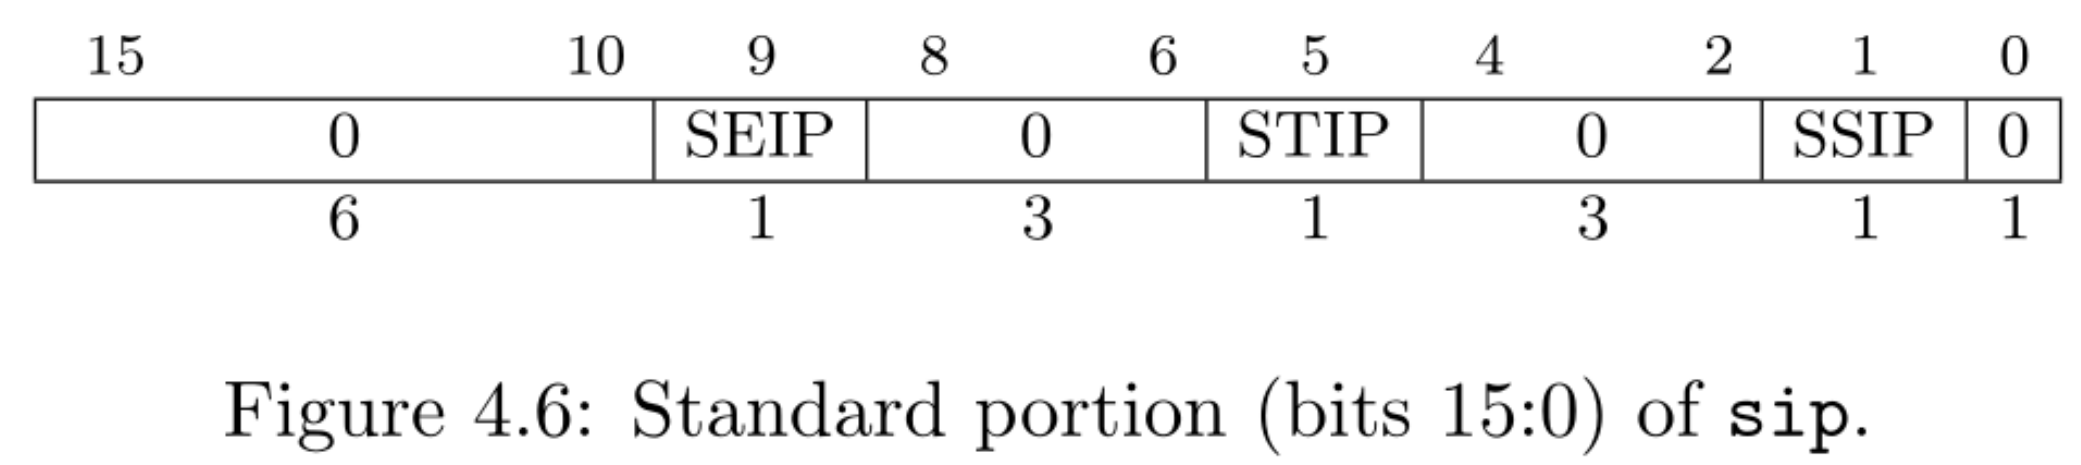 15 10 9 8 6 5 4 2 1 0
0 SEIP 0 STIP 0 SSIP 0
6 1 3 1 3 1 1
Figure 4.6: Standard portion (bits 15:0) of sip.